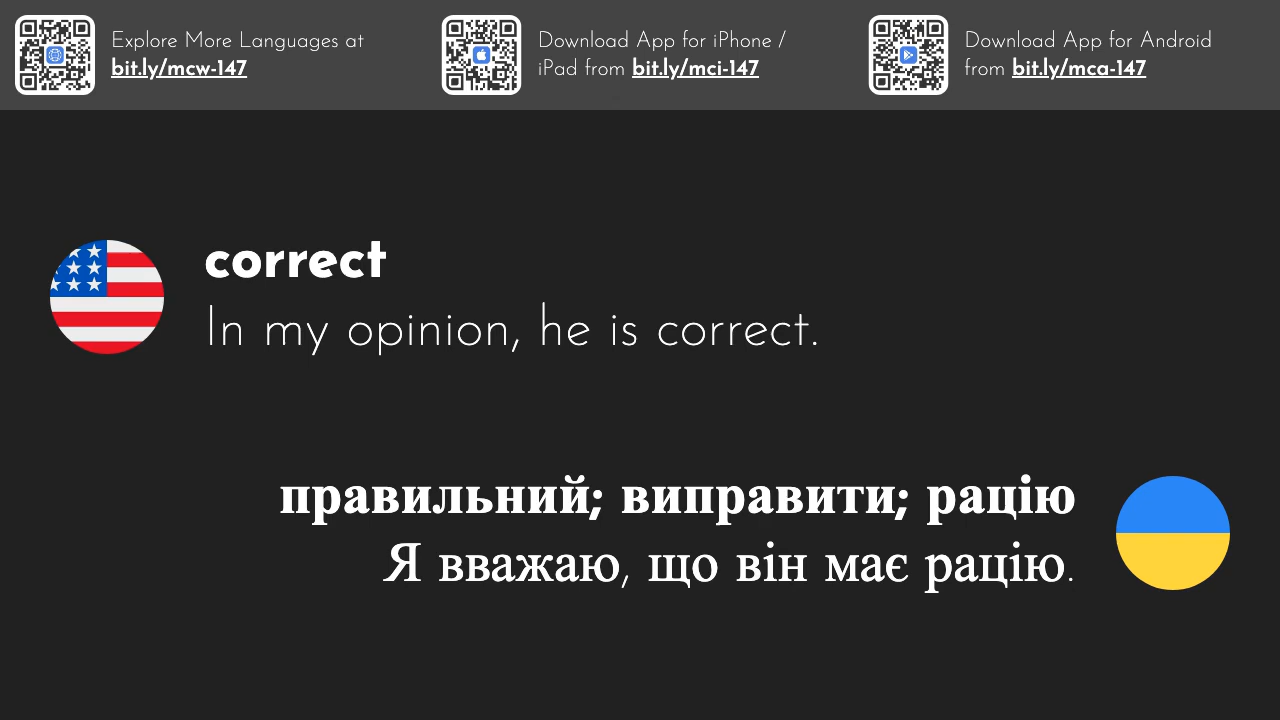 Explore More Languages at
bit.ly/mcw-147
Download App for iPhone /
iPad from bit.ly/mci-147
Download App for Android
from bit.ly/mca-147
correct
In my opinion, he is correct.
правильний; виправити; рацію
Я вважаю, що він має рацію.